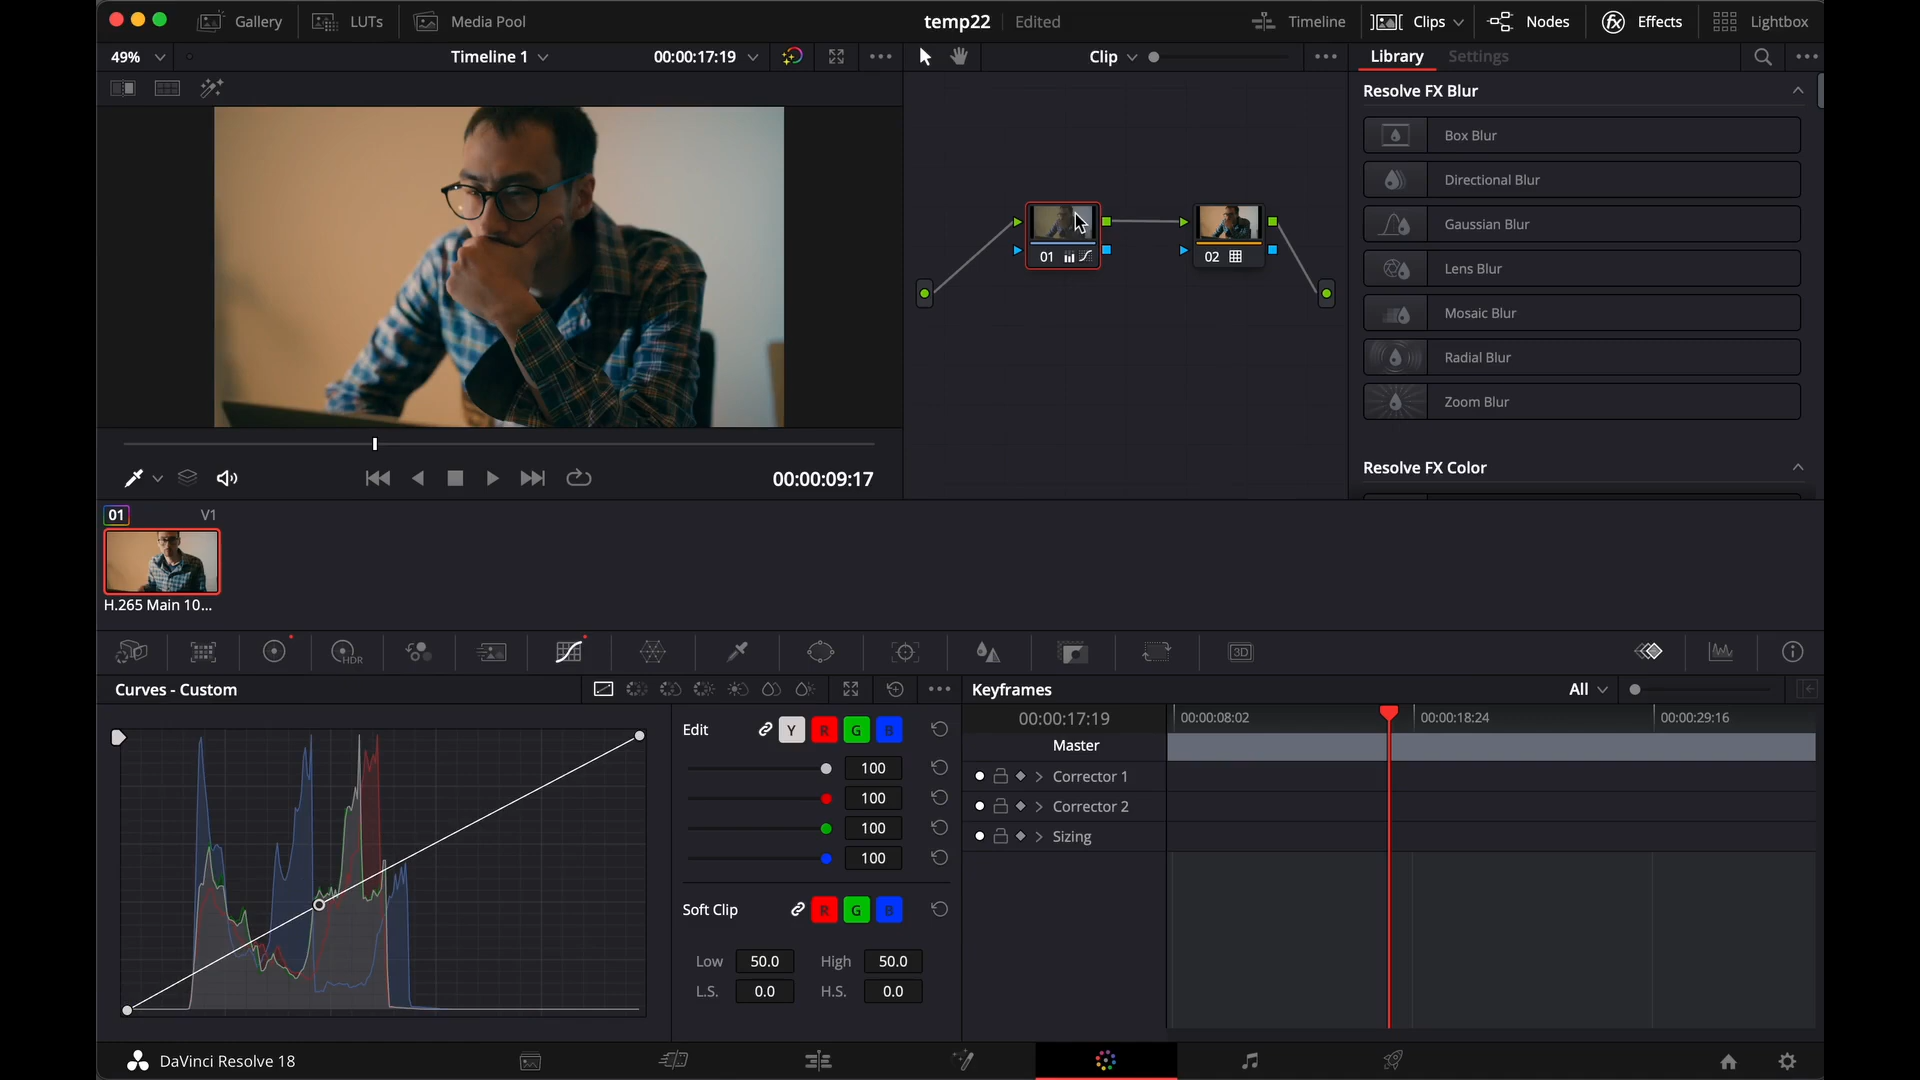 Gallery LUTs Media Pool temp22 Edited Timeline Clips Nodes Effects Lightbox
49% Timeline 1 00:00:17:19 Clip Library Settings
Resolve FX Blur
Box Blur
Directional Blur
Gaussian Blur
Lens Blur
Mosaic Blur
Radial Blur
Zoom Blur
Resolve FX Color
01 02
00:00:09:17
01 V1
H.265 Main 10...
HDR 3D
Curves - Custom
Edit Y R G B
100
100
100
100
Soft Clip R G B
Low 50.0 High 50.0
L.S. 0.0 H.S. 0.0
Keyframes All
00:00:17:19 00:00:08:02 00:00:18:24 00:00:29:16
Master
Corrector 1
Corrector 2
Sizing
DaVinci Resolve 18